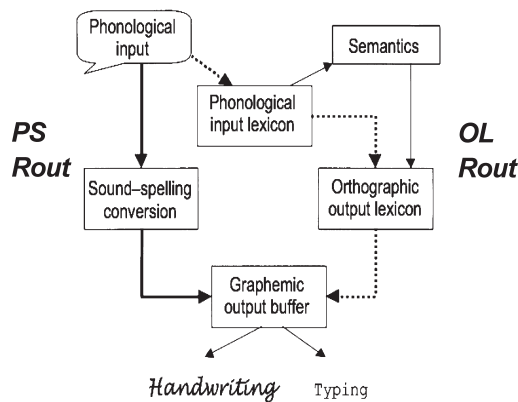 Phonological
input
Semantics
Phonological
input lexicon
PS
Rout
OL
Rout
Sound–spelling
conversion
Orthographic
output lexicon
Graphemic
output buffer
Handwriting
Typing